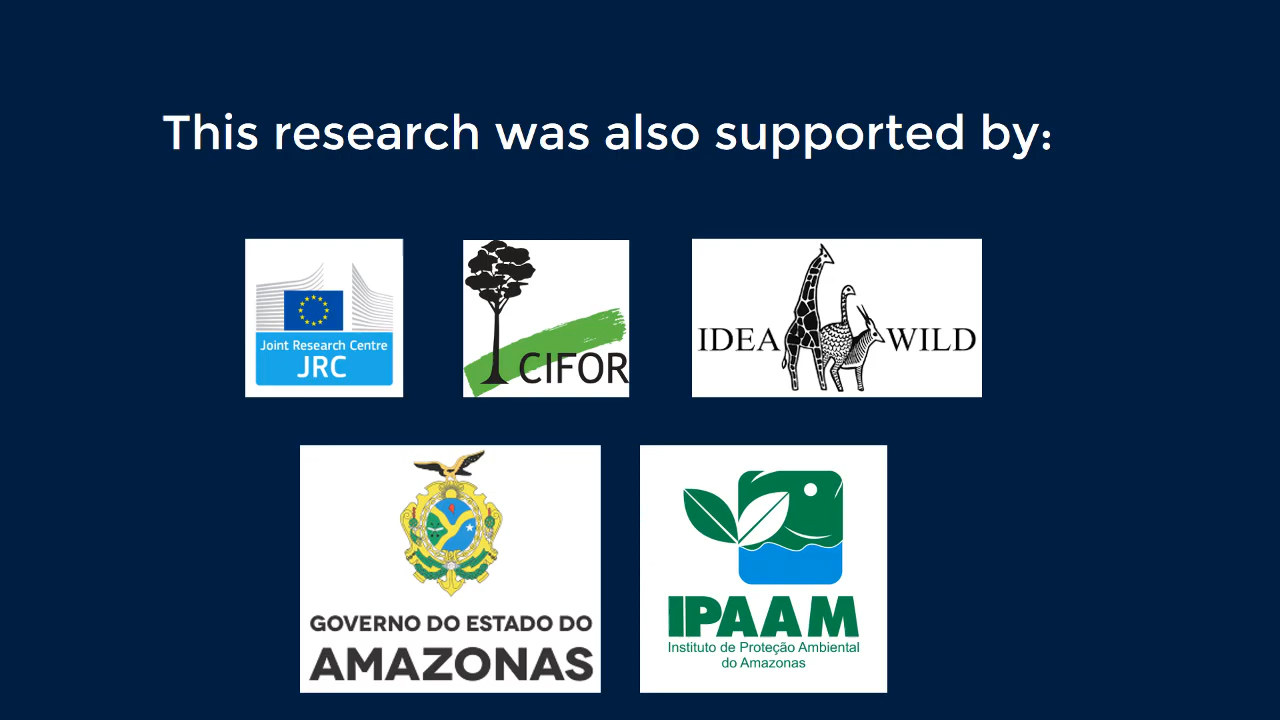 This research was also supported by:
Joint Research Centre
JRC
CIFOR
IDEA WILD
GOVERNO DO ESTADO DO
AMAZONAS
IPAAM
Instituto de Proteção Ambiental
do Amazonas